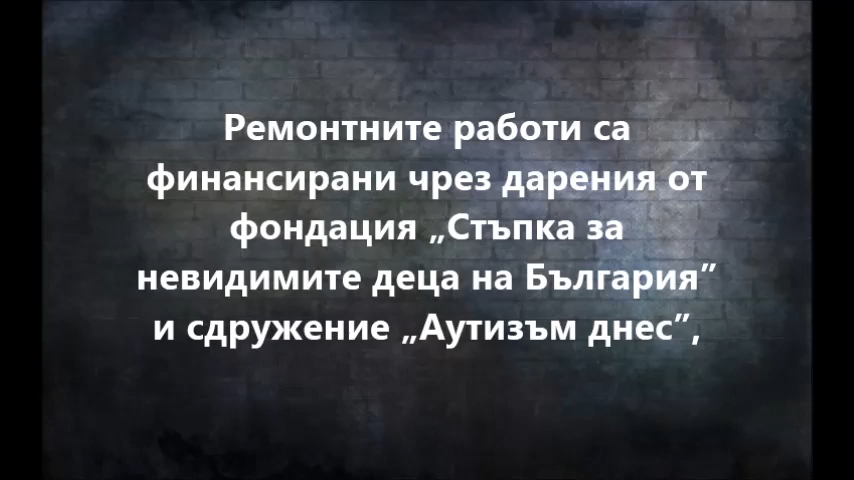 Ремонтните работи са
финансирани чрез дарения от
фондация „Стъпка за
невидимите деца на България”
и сдружение „Аутизъм днес”,